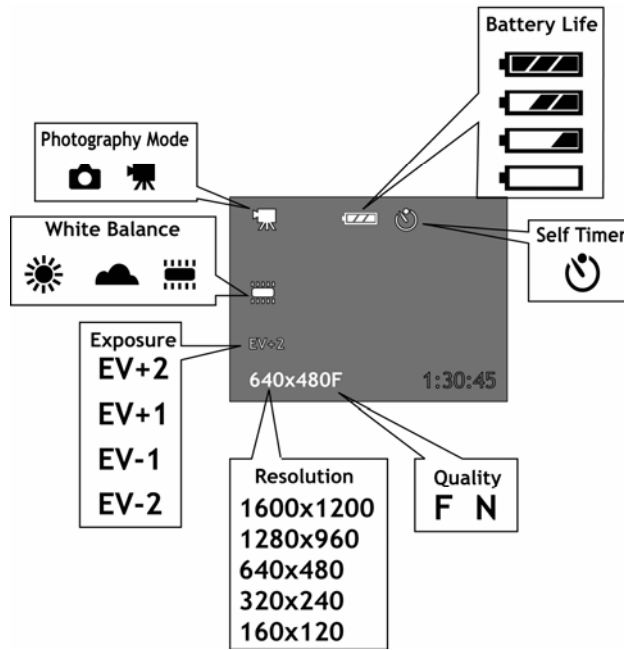 Battery Life
Photography Mode
White Balance
Self Timer
Exposure
EV+2
EV+1
EV-1
EV-2
EV+2
640x480F
1:30:45
Resolution
1600x1200
1280x960
640x480
320x240
160x120
Quality
F N